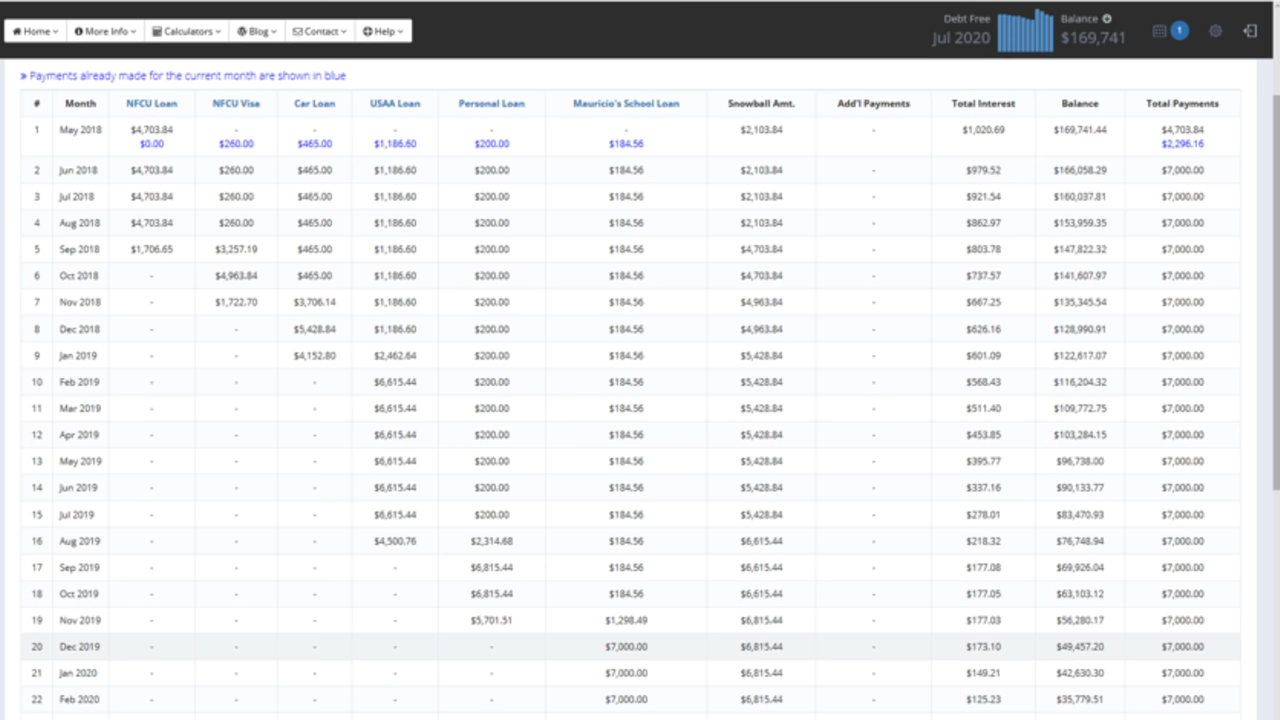 Home More Info Calculators Blog Contact Help Debt Free Jul 2020 Balance $169,741 1
» Payments already made for the current month are shown in blue
# Month NFCU Loan NFCU Visa Car Loan USAA Loan Personal Loan Mauricio's School Loan Snowball Amt. Add'l Payments Total Interest Balance Total Payments
1 May 2018 $4,703.84 - - - - - $2,103.84 - $1,020.69 $169,741.44 $4,703.84
$0.00 $260.00 $465.00 $1,186.60 $200.00 $184.56 $2,296.16
2 Jun 2018 $4,703.84 $260.00 $465.00 $1,186.60 $200.00 $184.56 $2,103.84 - $979.52 $166,058.29 $7,000.00
3 Jul 2018 $4,703.84 $260.00 $465.00 $1,186.60 $200.00 $184.56 $2,103.84 - $921.54 $160,037.81 $7,000.00
4 Aug 2018 $4,703.84 $260.00 $465.00 $1,186.60 $200.00 $184.56 $2,103.84 - $862.97 $153,959.35 $7,000.00
5 Sep 2018 $1,706.65 $3,257.19 $465.00 $1,186.60 $200.00 $184.56 $4,703.84 - $803.78 $147,822.32 $7,000.00
6 Oct 2018 - $4,963.84 $465.00 $1,186.60 $200.00 $184.56 $4,703.84 - $737.57 $141,607.97 $7,000.00
7 Nov 2018 - $1,722.70 $3,706.14 $1,186.60 $200.00 $184.56 $4,963.84 - $667.25 $135,345.54 $7,000.00
8 Dec 2018 - - $5,428.84 $1,186.60 $200.00 $184.56 $4,963.84 - $626.16 $128,990.91 $7,000.00
9 Jan 2019 - - $4,152.80 $2,462.64 $200.00 $184.56 $5,428.84 - $601.09 $122,617.07 $7,000.00
10 Feb 2019 - - - $6,615.44 $200.00 $184.56 $5,428.84 - $568.43 $116,204.32 $7,000.00
11 Mar 2019 - - - $6,615.44 $200.00 $184.56 $5,428.84 - $511.40 $109,772.75 $7,000.00
12 Apr 2019 - - - $6,615.44 $200.00 $184.56 $5,428.84 - $453.85 $103,284.15 $7,000.00
13 May 2019 - - - $6,615.44 $200.00 $184.56 $5,428.84 - $395.77 $96,738.00 $7,000.00
14 Jun 2019 - - - $6,615.44 $200.00 $184.56 $5,428.84 - $337.16 $90,133.77 $7,000.00
15 Jul 2019 - - - $6,615.44 $200.00 $184.56 $5,428.84 - $278.01 $83,470.93 $7,000.00
16 Aug 2019 - - - $4,500.76 $2,314.68 $184.56 $6,615.44 - $218.32 $76,748.94 $7,000.00
17 Sep 2019 - - - - $6,815.44 $184.56 $6,615.44 - $177.08 $69,926.04 $7,000.00
18 Oct 2019 - - - - $6,815.44 $184.56 $6,615.44 - $177.05 $63,103.12 $7,000.00
19 Nov 2019 - - - - $5,701.51 $1,298.49 $6,815.44 - $177.03 $56,280.17 $7,000.00
20 Dec 2019 - - - - - $7,000.00 $6,815.44 - $173.10 $49,457.20 $7,000.00
21 Jan 2020 - - - - - $7,000.00 $6,815.44 - $149.21 $42,630.30 $7,000.00
22 Feb 2020 - - - - - $7,000.00 $6,815.44 - $125.23 $35,779.51 $7,000.00